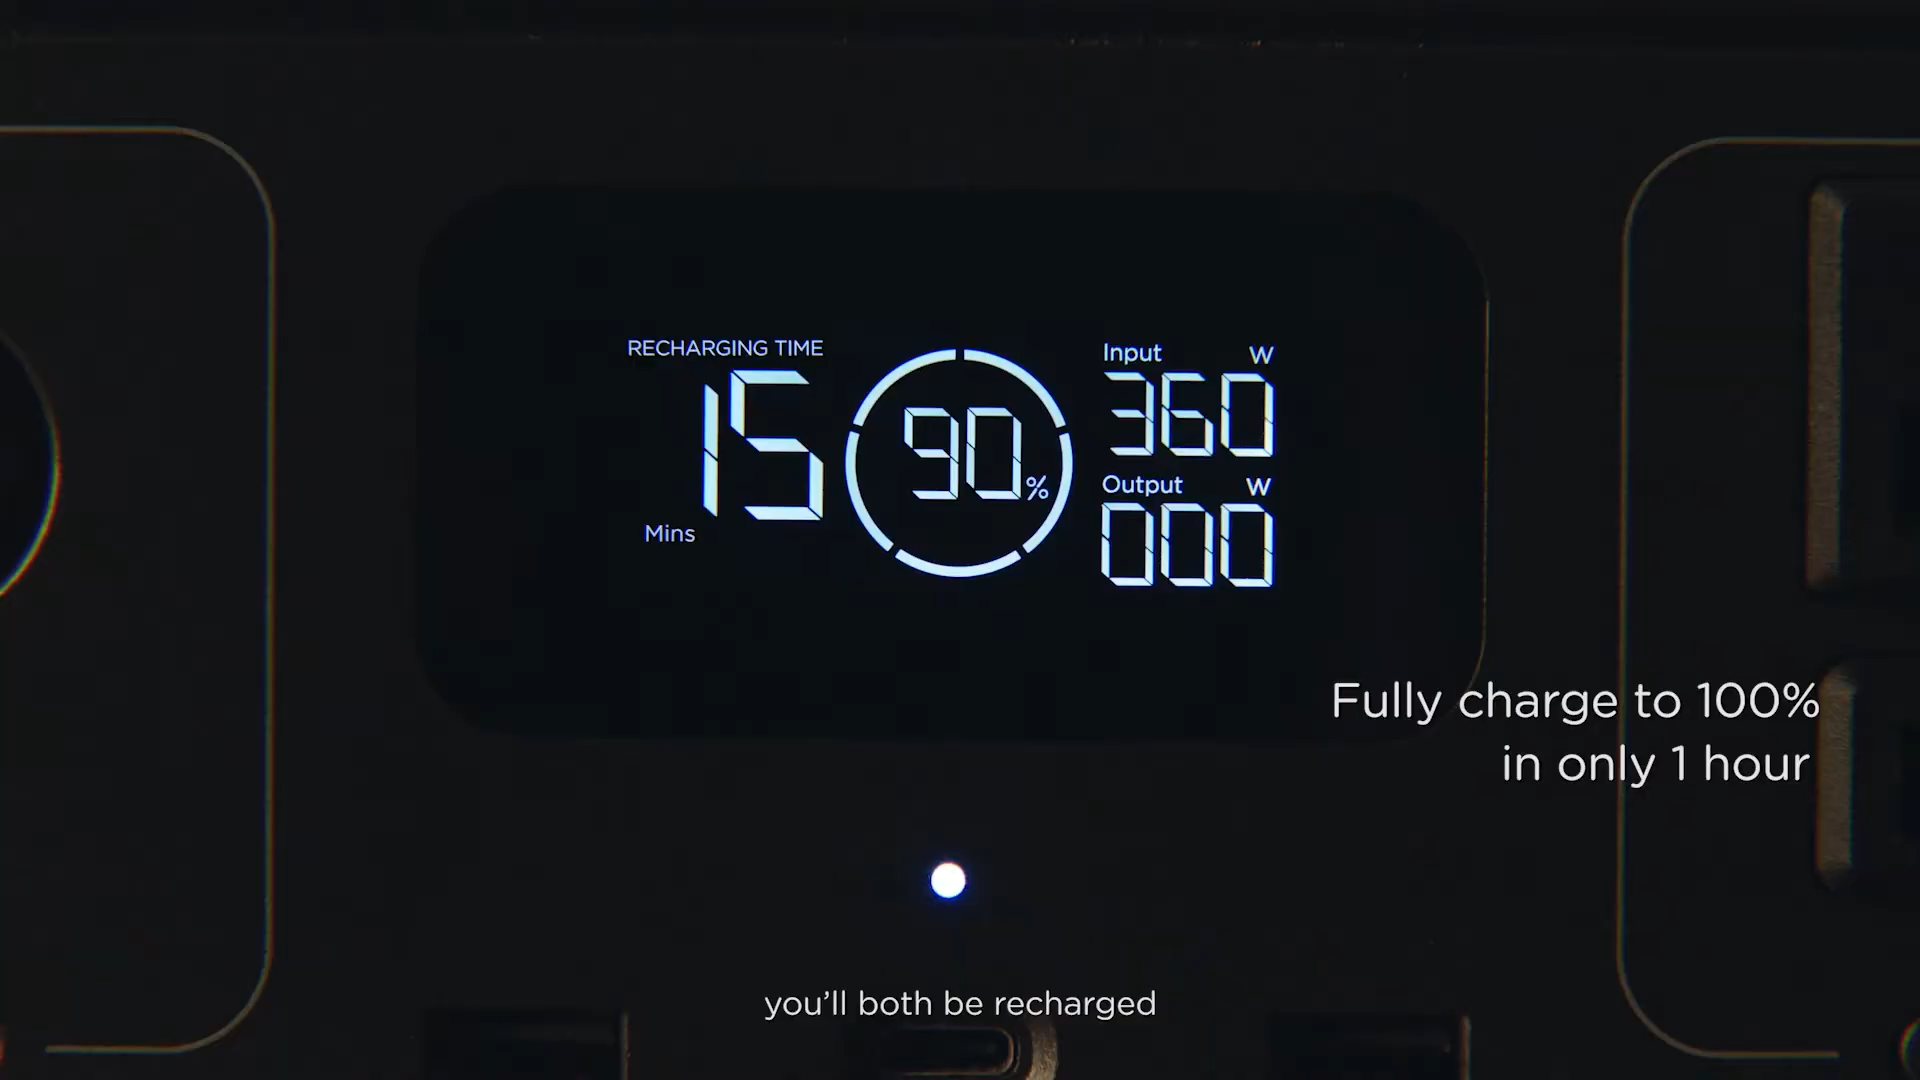 RECHARGING TIME
15
Mins
90%
Input W
360
Output W
000
Fully charge to 100%
in only 1 hour
you'll both be recharged